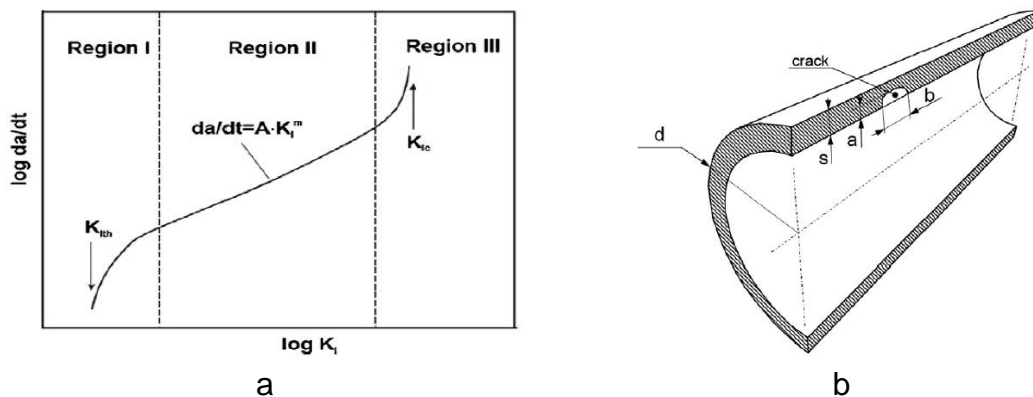 Region I
Region II
Region III
da/dt=A·K_I^m
K_Ic
K_Ith
log da/dt
log K_I
a
crack
b
d
a
s
b